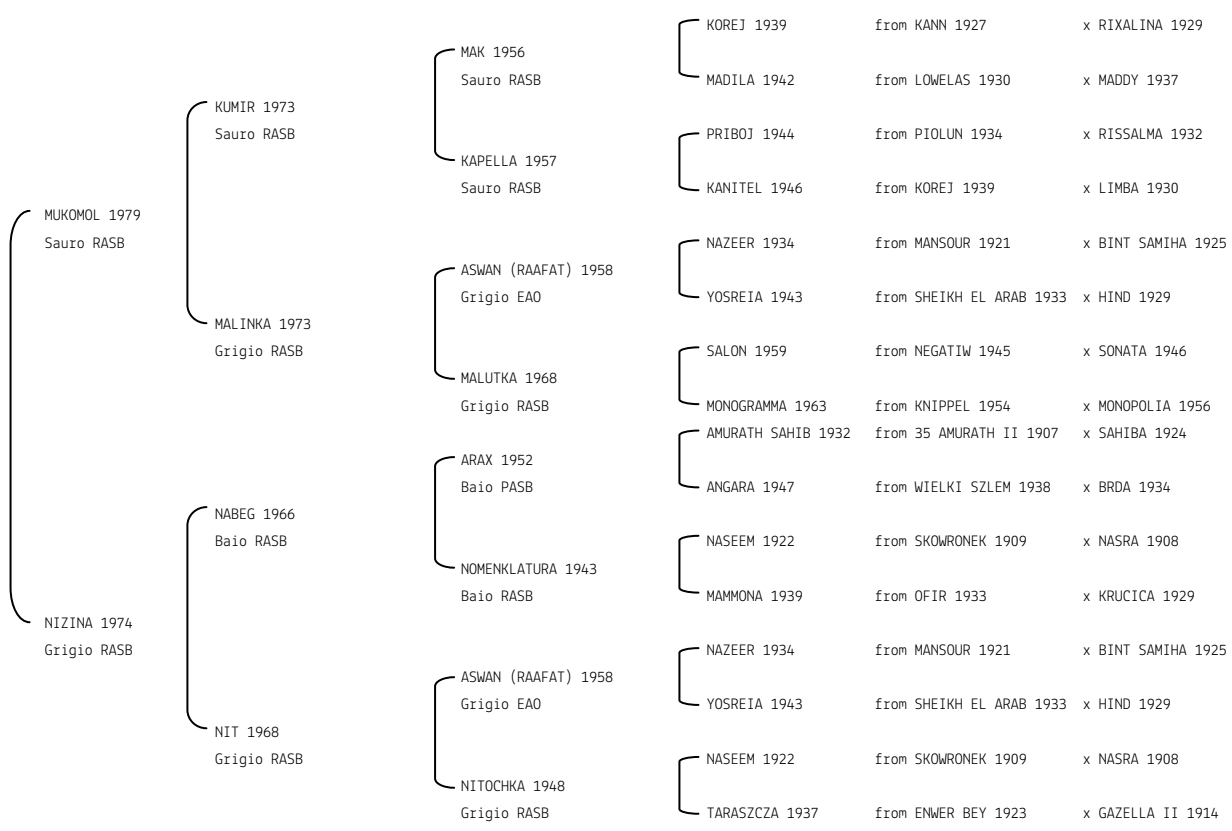 KOREJ 1939 from KANN 1927 x RIXALINA 1929
MAK 1956
Sauro RASB MADILA 1942 from LOWELAS 1930 x MADDY 1937
KUMIR 1973
Sauro RASB PRIBOJ 1944 from PIOLUN 1934 x RISSALMA 1932
KAPELLA 1957
Sauro RASB KANITEL 1946 from KOREJ 1939 x LIMBA 1930
MUKOMOL 1979
Sauro RASB NAZEER 1934 from MANSOUR 1921 x BINT SAMIHA 1925
ASWAN (RAAFAT) 1958
Grigio EAO YOSREIA 1943 from SHEIKH EL ARAB 1933 x HIND 1929
MALINKA 1973
Grigio RASB SALON 1959 from NEGATIW 1945 x SONATA 1946
MALUTKA 1968
Grigio RASB MONOGRAMMA 1963 from KNIPPEL 1954 x MONOPOLIA 1956
AMURATH SAHIB 1932 from 35 AMURATH II 1907 x SAHIBA 1924
ARAX 1952
Baio PASB ANGARA 1947 from WIELKI SZLEM 1938 x BRDA 1934
NABEG 1966
Baio RASB NASEEM 1922 from SKOWRONEK 1909 x NASRA 1908
NOMENKLATURA 1943
Baio RASB MAMMONA 1939 from OFIR 1933 x KRUCICA 1929
NIZINA 1974
Grigio RASB NAZEER 1934 from MANSOUR 1921 x BINT SAMIHA 1925
ASWAN (RAAFAT) 1958
Grigio EAO YOSREIA 1943 from SHEIKH EL ARAB 1933 x HIND 1929
NIT 1968
Grigio RASB NASEEM 1922 from SKOWRONEK 1909 x NASRA 1908
NITOCHKA 1948
Grigio RASB TARASZCZA 1937 from ENWER BEY 1923 x GAZELLA II 1914